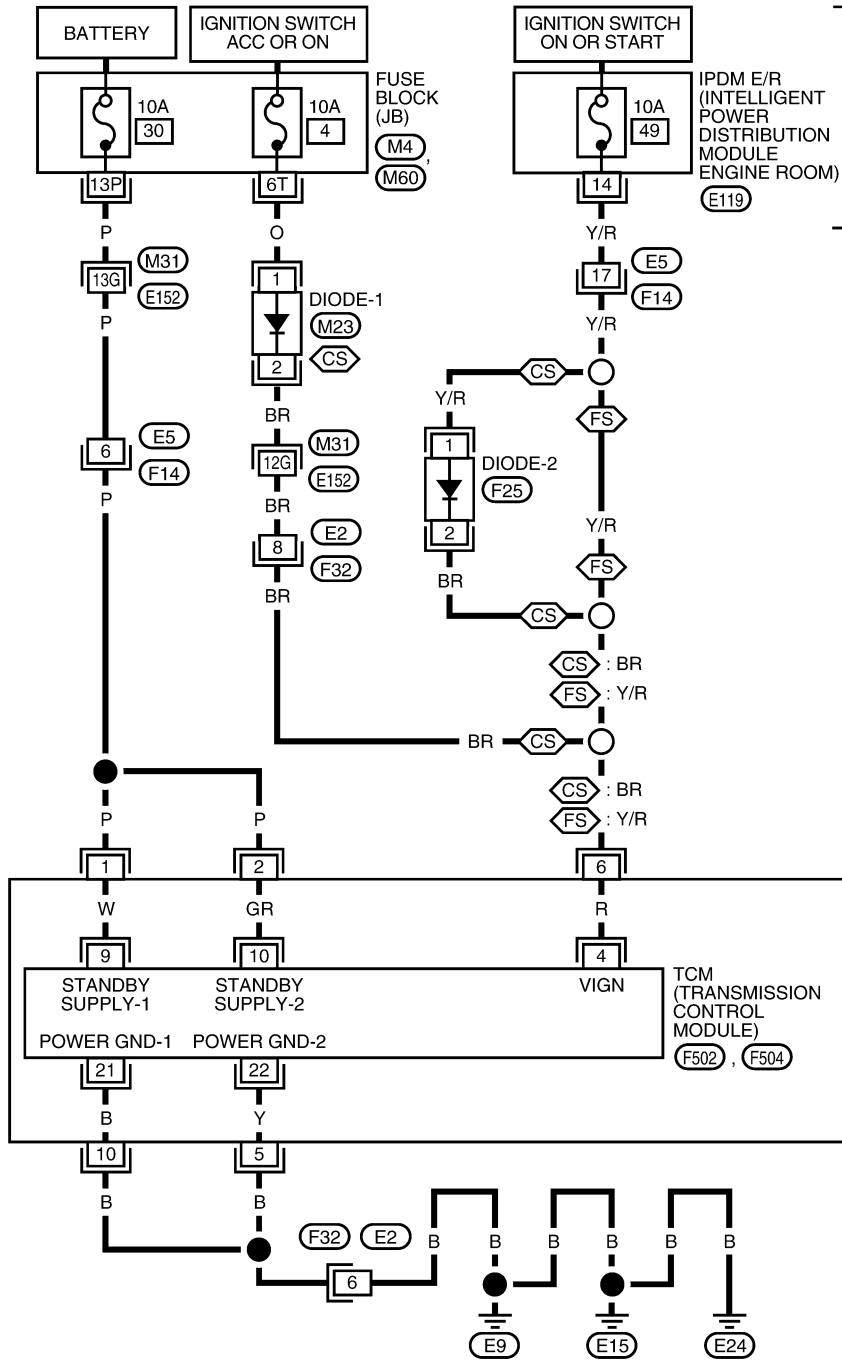 BATTERY
IGNITION SWITCH
ACC OR ON
IGNITION SWITCH
ON OR START
10A
30
10A
4
FUSE
BLOCK
(JB)
M4 ,
M60
10A
49
IPDM E/R
(INTELLIGENT
POWER
DISTRIBUTION
MODULE
ENGINE ROOM)
E119
13P
6T
14
P
O
Y/R
13G
M31
E152
1
DIODE-1
M23
CS
2
17
E5
F14
P
Y/R
BR
CS
FS
Y/R
6
E5
F14
12G
M31
E152
1
DIODE-2
F25
2
P
BR
Y/R
8
E2
F32
BR
BR
FS
CS
CS : BR
FS : Y/R
BR
CS
CS : BR
FS : Y/R
P
P
1
2
6
W
GR
R
9
10
4
STANDBY
SUPPLY-1
STANDBY
SUPPLY-2
VIGN
TCM
(TRANSMISSION
CONTROL
MODULE)
F502 , F504
POWER GND-1
POWER GND-2
21
22
B
Y
10
5
B
B
F32
E2
6
B
B
B
B
B
B
E9
E15
E24